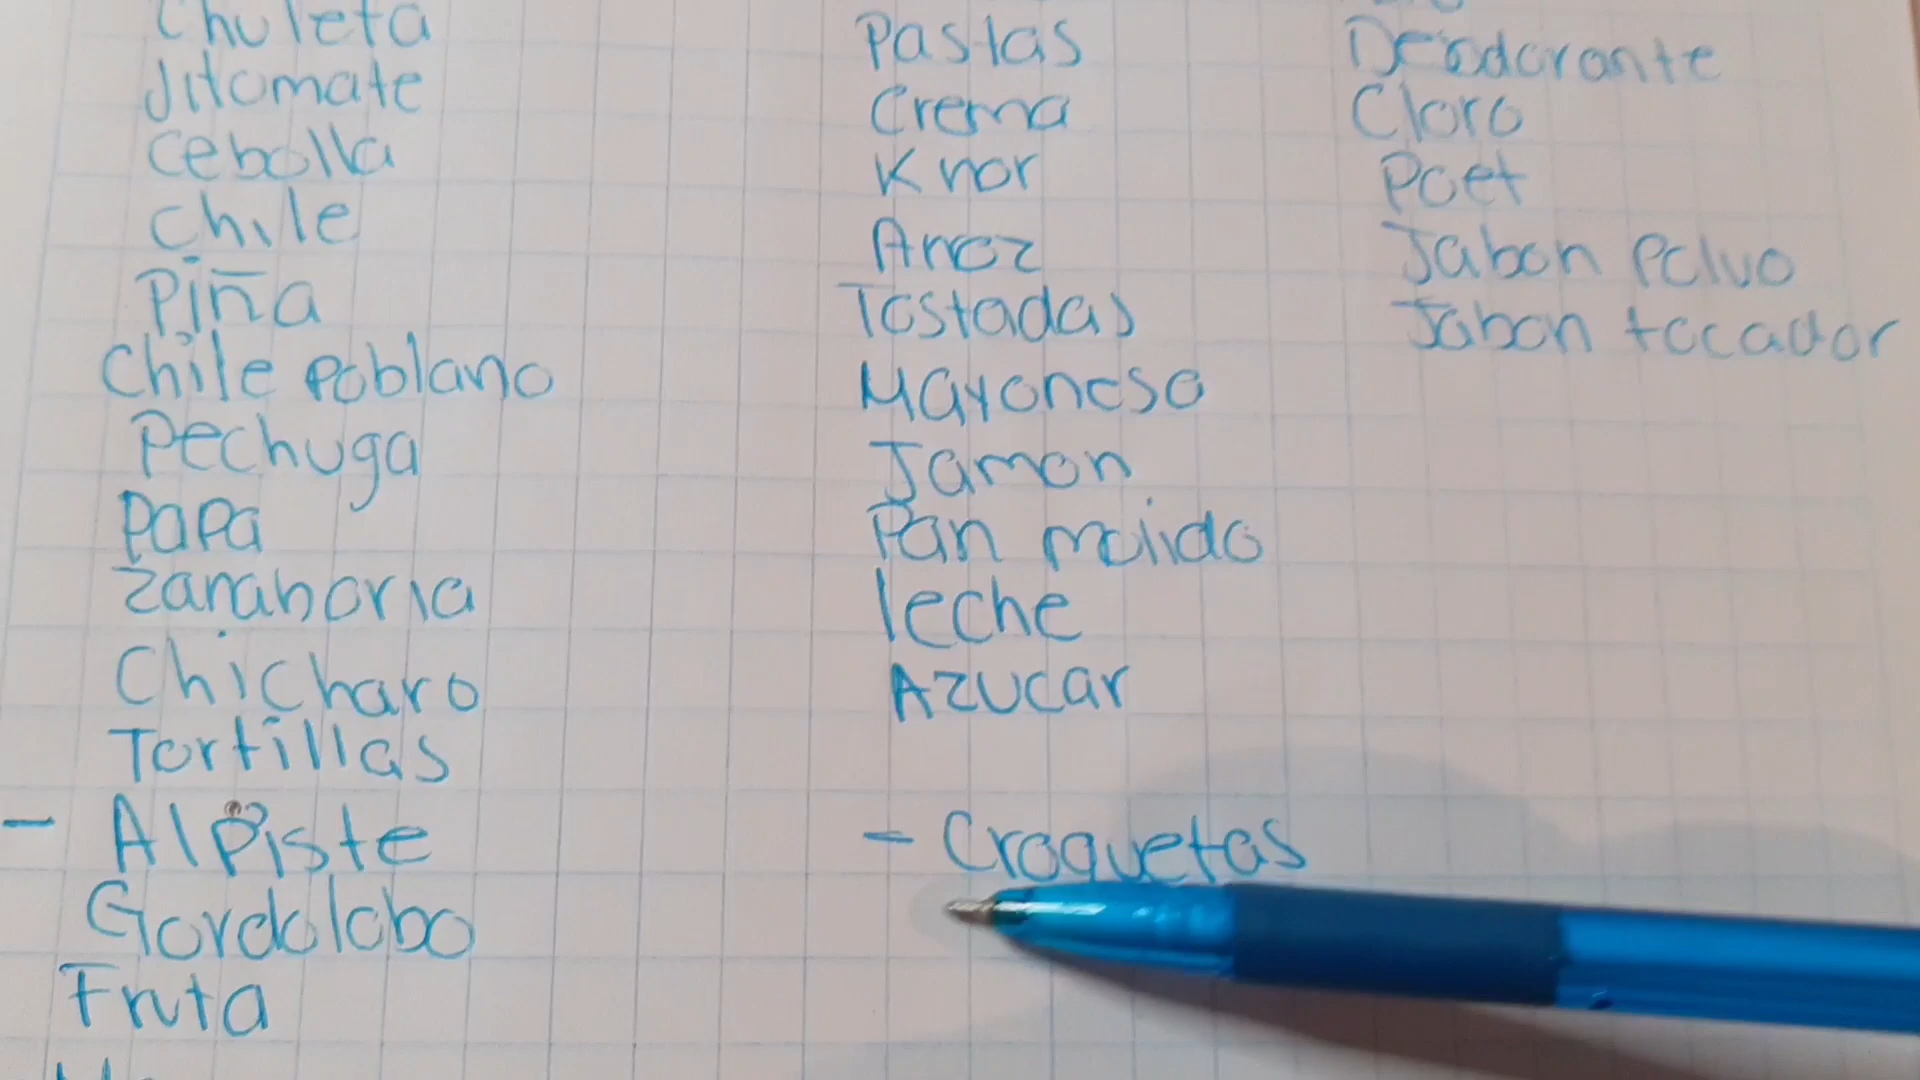 Chuleta
Jitomate
Cebolla
Chile
Piña
Chile poblano
Pechuga
Papa
Zanahoria
Chicharo
Tortillas
- Alpiste
Gordolobo
Fruta
Pastas
Crema
Knor
Arroz
Tostadas
Mayonesa
Jamon
Pan molido
leche
Azucar
- Croquetas
Deodorante
Cloro
Poet
Jabon Polvo
Jabon tocador